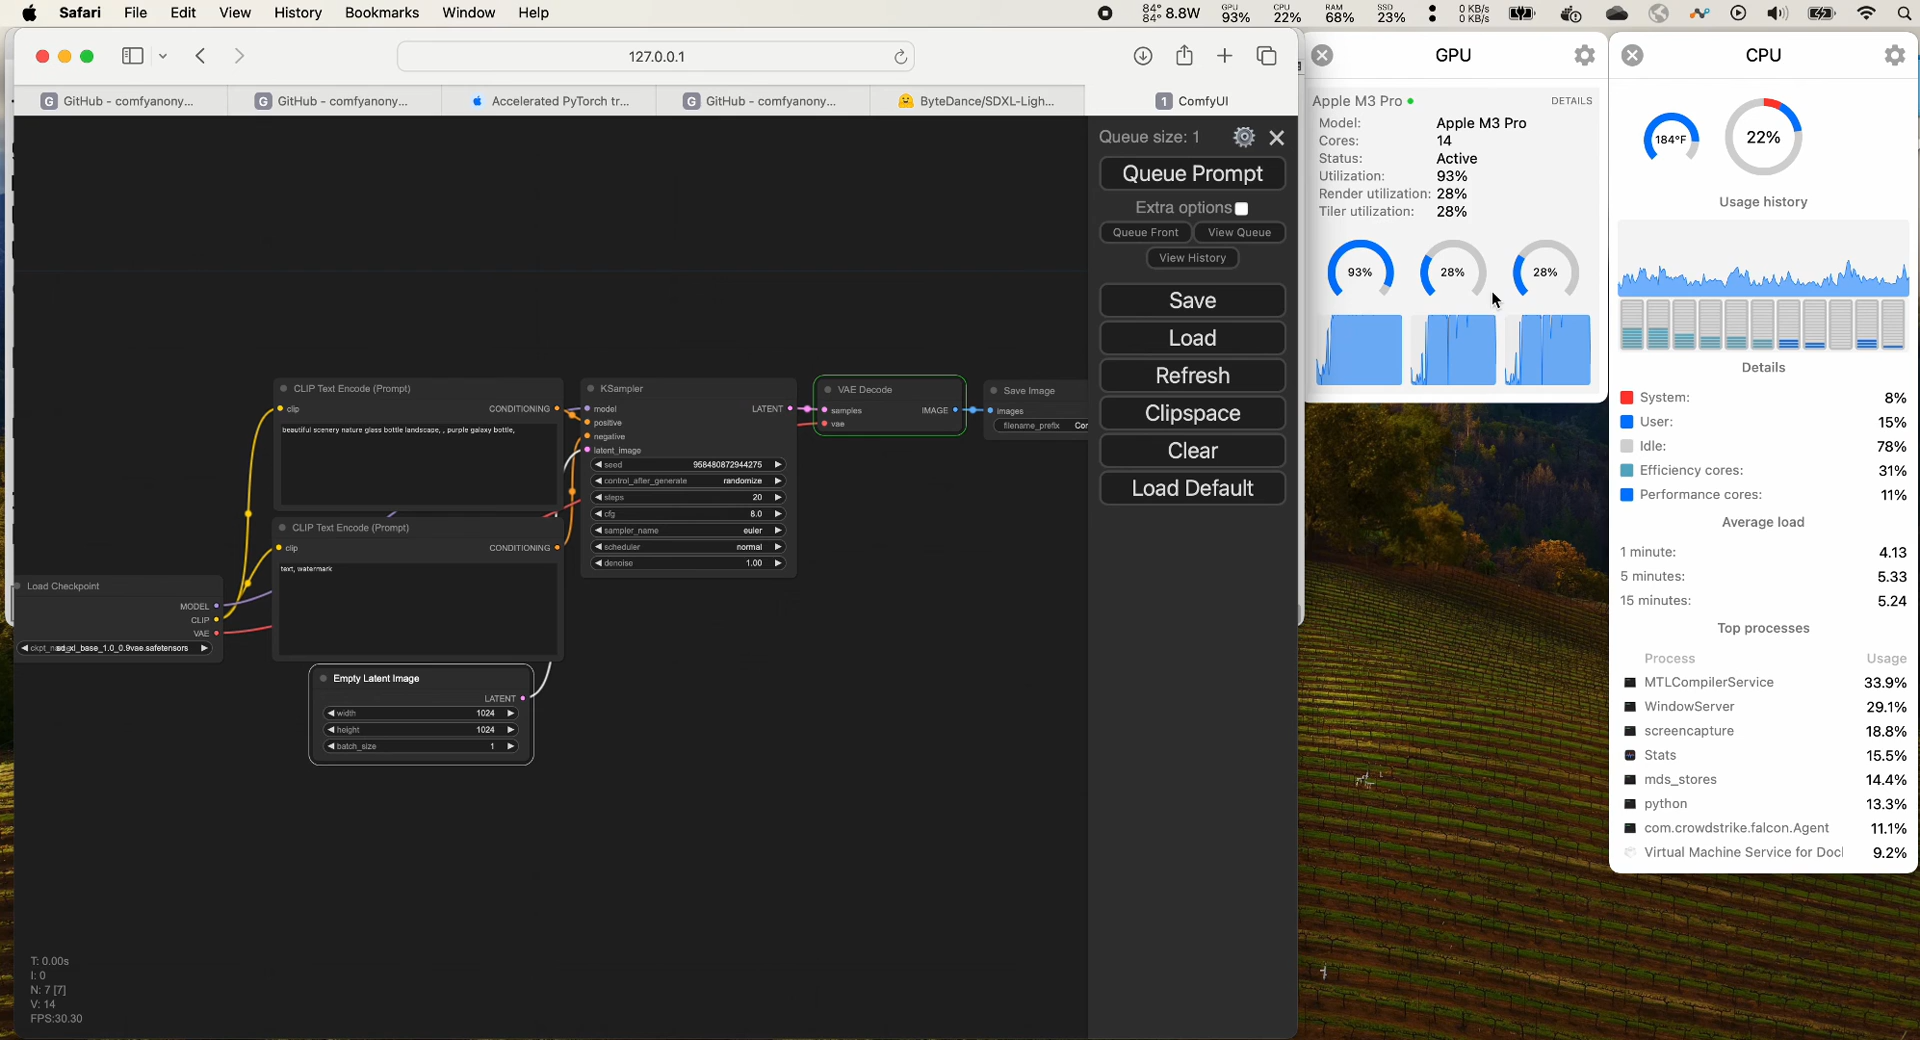 Safari File Edit View History Bookmarks Window Help
84° 84° 8.8W GPU 93% CPU 22% RAM 68% SSD 23% 0 KB/s 0 KB/s
127.0.0.1
GitHub - comfyanony...
GitHub - comfyanony...
Accelerated PyTorch tr...
GitHub - comfyanony...
ByteDance/SDXL-Ligh...
1 ComfyUI
Queue size: 1
Queue Prompt
Extra options
Queue Front View Queue
View History
Save
Load
Refresh
Clipspace
Clear
Load Default
Load Checkpoint
MODEL
CLIP
VAE
CLIP Text Encode (Prompt)
clip CONDITIONING
beautiful scenery nature glass bottle landscape, , purple galaxy bottle,
CLIP Text Encode (Prompt)
clip CONDITIONING
text, watermark
Empty Latent Image
LATENT
width 1024
height 1024
batch_size 1
KSampler
model LATENT
positive
negative
latent_image
seed 958480872944275
control_after_generate randomize
steps 20
cfg 8.0
sampler_name euler
scheduler normal
denoise 1.00
VAE Decode
samples IMAGE
vae
Save Image
images
filename_prefix
T: 0.00s
I: 0
N: 7 [7]
V: 14
FPS:30.30
GPU
Apple M3 Pro DETAILS
Model: Apple M3 Pro
Cores: 14
Status: Active
Utilization: 93%
Render utilization: 28%
Tiler utilization: 28%
93% 28% 28%
CPU
184°F 22%
Usage history
Details
System: 8%
User: 15%
Idle: 78%
Efficiency cores: 31%
Performance cores: 11%
Average load
1 minute: 4.13
5 minutes: 5.33
15 minutes: 5.24
Top processes
Process Usage
MTLCompilerService 33.9%
WindowServer 29.1%
screencapture 18.8%
Stats 15.5%
mds_stores 14.4%
python 13.3%
com.crowdstrike.falcon.Agent 11.1%
Virtual Machine Service for Doc 9.2%